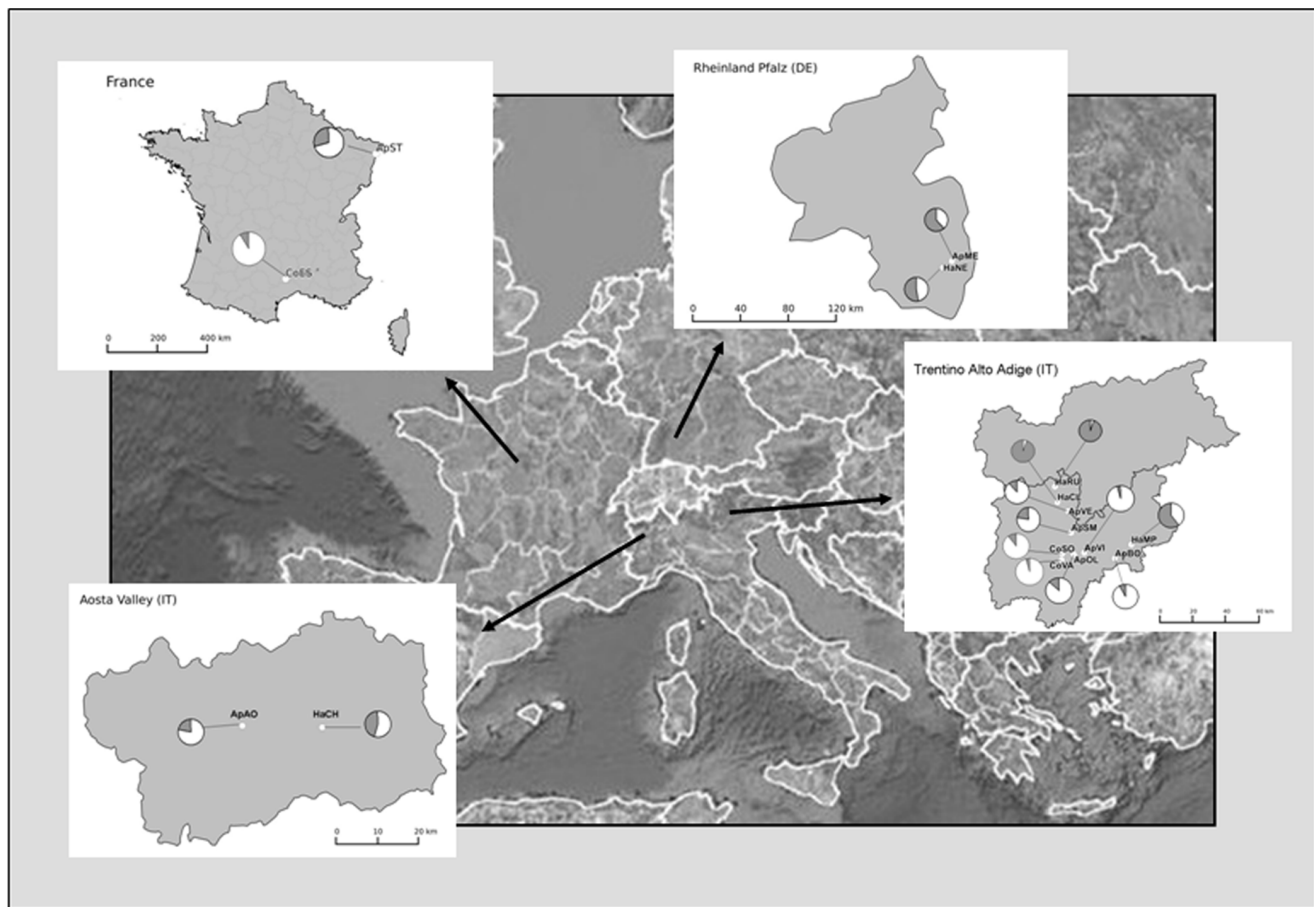 France
ApST
CoES
0 200 400 km
Rheinland Pfalz (DE)
ApME
HaNE
0 40 80 120 km
Trentino Alto Adige (IT)
HaRU
HaCL
ApVE
ApSM
HaMP
CoSO ApVI ApBO
CoVA ApOL
0 20 40 60 km
Aosta Valley (IT)
ApAO HaCH
0 10 20 km